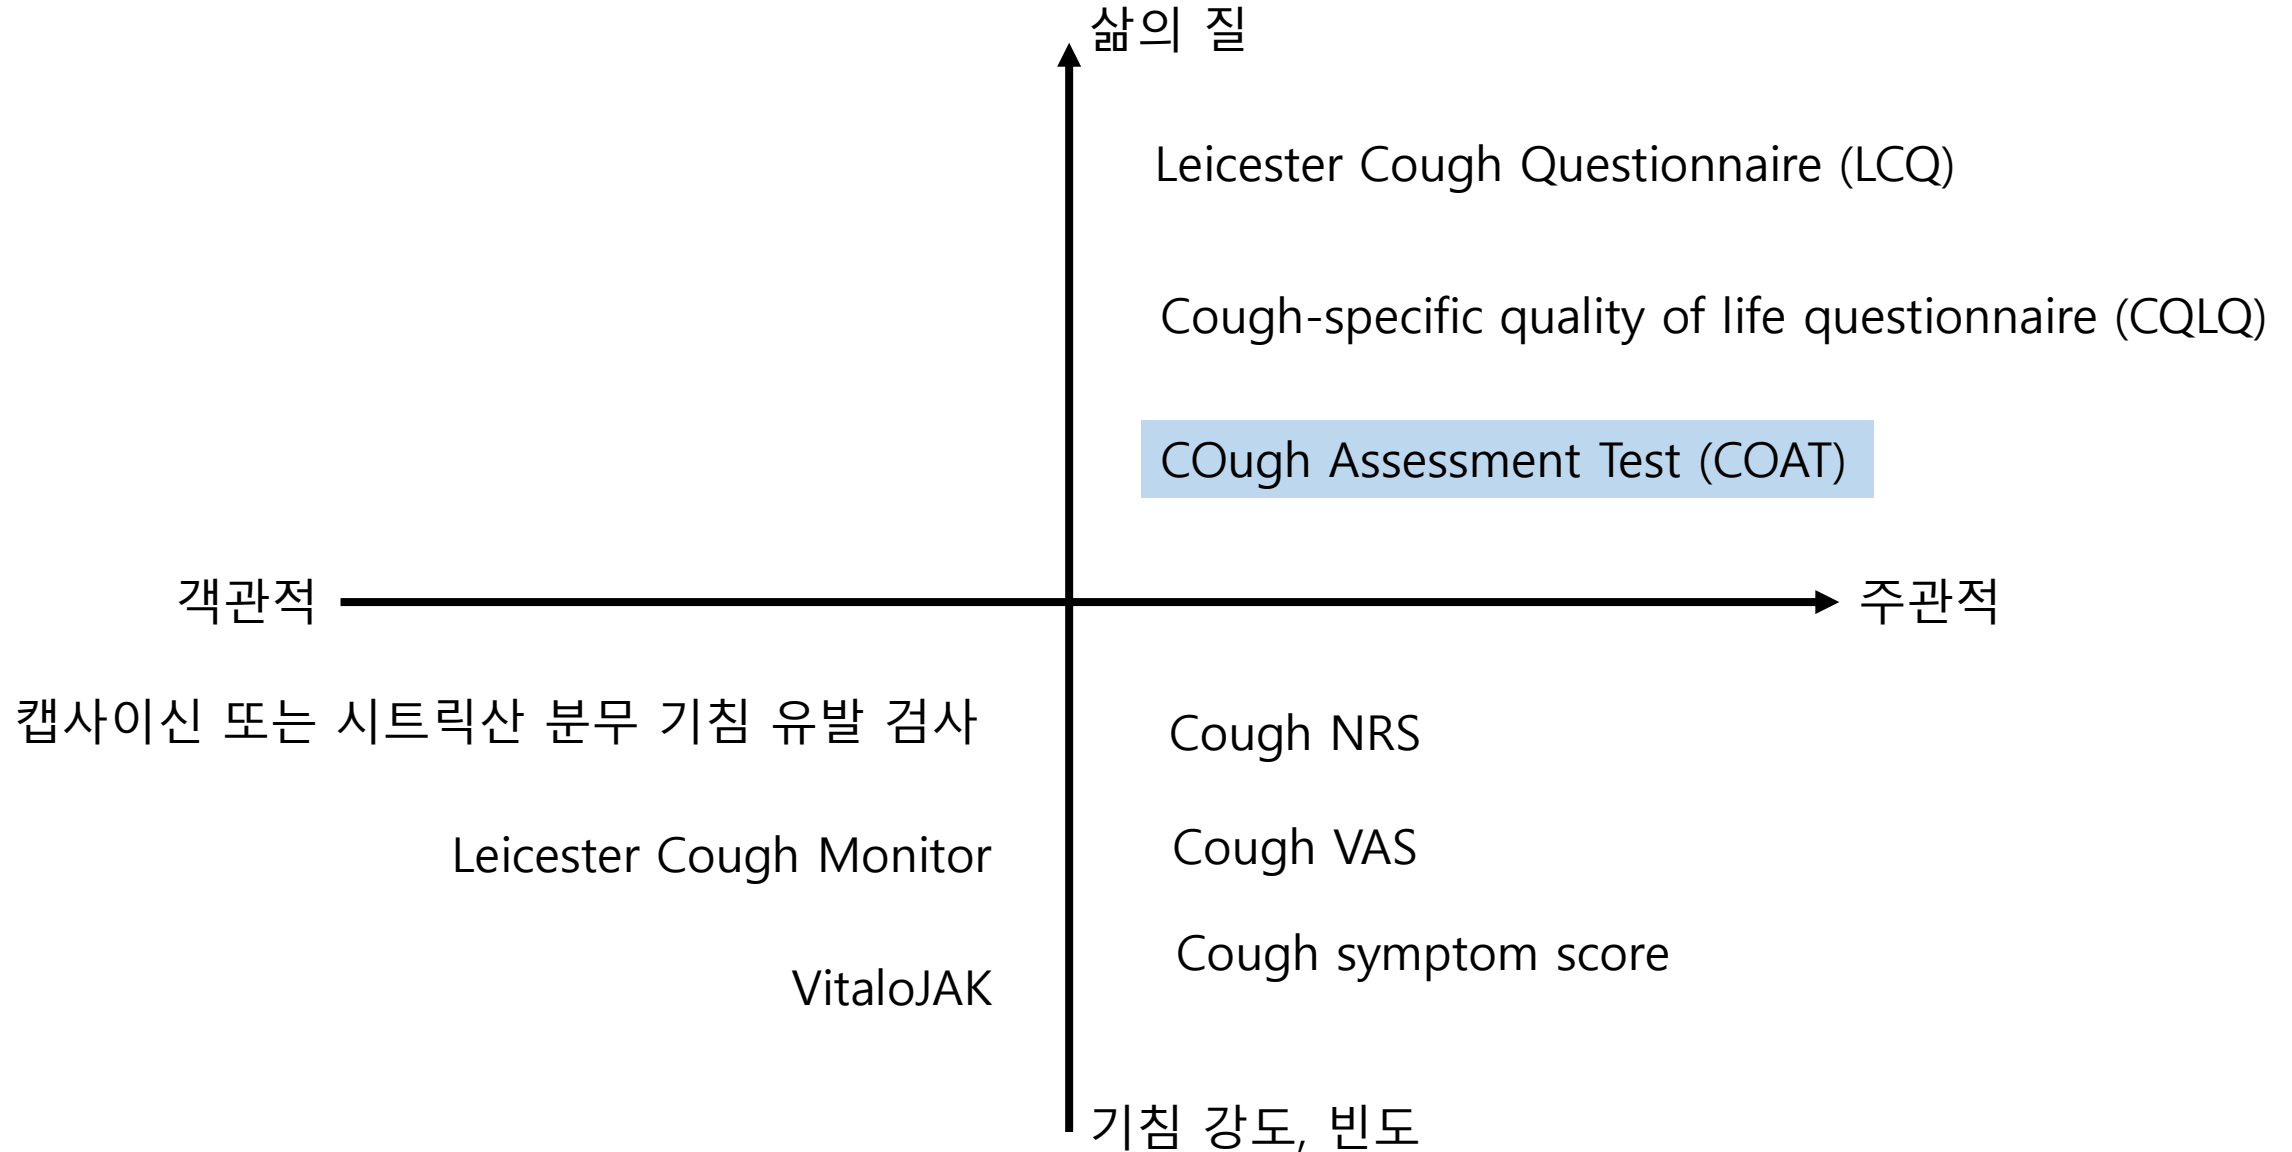 삶의 질
Leicester Cough Questionnaire (LCQ)
Cough-specific quality of life questionnaire (CQLQ)
COugh Assessment Test (COAT)
객관적
주관적
캡사이신 또는 시트릭산 분무 기침 유발 검사
Leicester Cough Monitor
VitaloJAK
Cough NRS
Cough VAS
Cough symptom score
기침 강도, 빈도